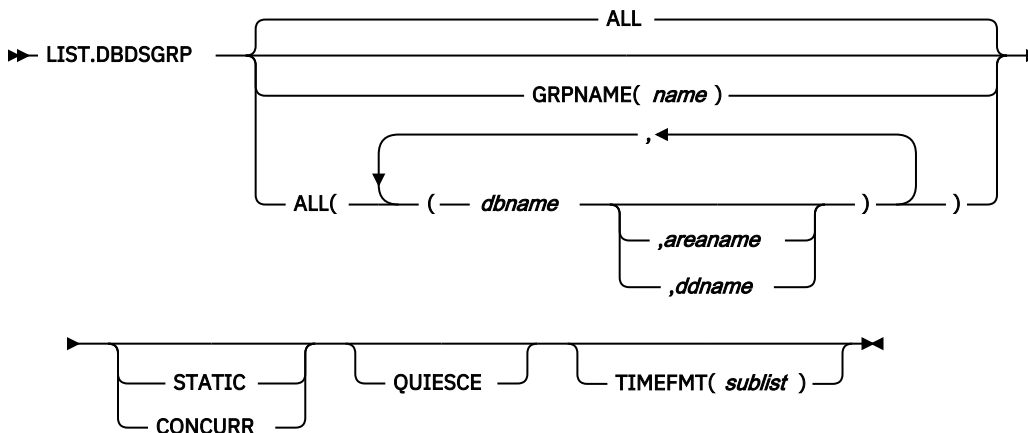 ALL
LIST.DBDSGRP
GRPNAME( name )
,
ALL( ( dbname ) )
,areaname
,ddname
STATIC QUIESCE TIMEFMT( sublist )
CONCURR